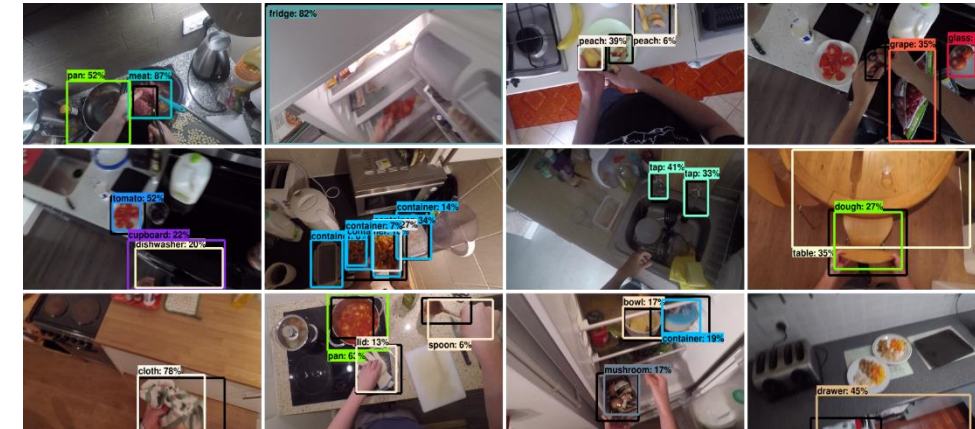 pan: 52%
meat: 87%
fridge: 82%
peach: 39%
peach: 6%
grape: 35%
glass:
tomato: 52%
cupboard: 22%
dishwasher: 20%
container: 14%
34%
container: 7%
27%
tap: 41%
tap: 33%
dough: 27%
table: 35%
cloth: 78%
lid: 13%
pan: 63%
spoon: 6%
bowl: 17%
container: 19%
mushroom: 17%
drawer: 45%